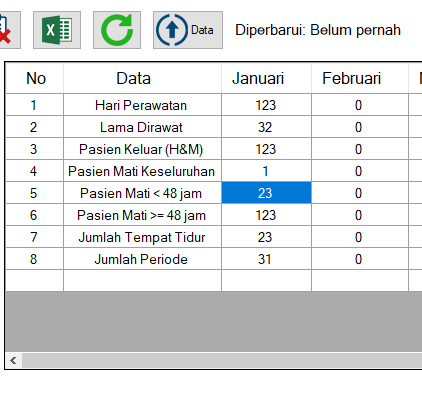 Data Diperbarui: Belum pernah
No Data Januari Februari
1 Hari Perawatan 123 0
2 Lama Dirawat 32 0
3 Pasien Keluar (H&M) 123 0
4 Pasien Mati Keseluruhan 1 0
5 Pasien Mati < 48 jam 23 0
6 Pasien Mati >= 48 jam 123 0
7 Jumlah Tempat Tidur 23 0
8 Jumlah Periode 31 0